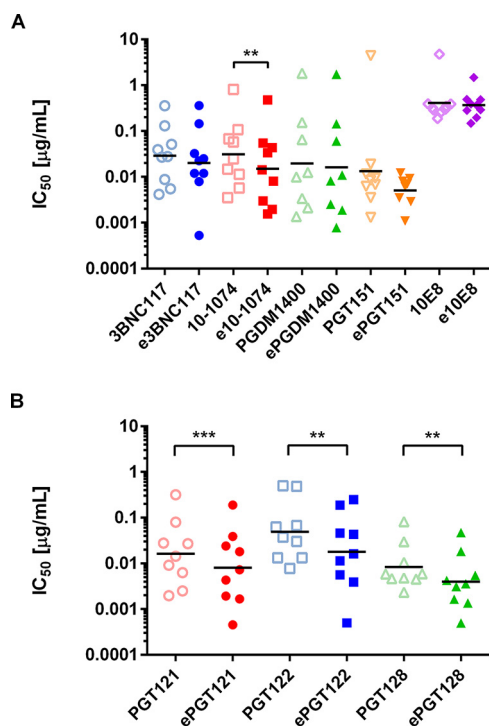 A
**
IC50 [µg/mL]
10
1
0.1
0.01
0.001
0.0001
3BNC117
e3BNC117
10-1074
e10-1074
PGDM1400
ePGDM1400
PGT151
ePGT151
10E8
e10E8
B
***
**
**
IC50 [µg/mL]
10
1
0.1
0.01
0.001
0.0001
PGT121
ePGT121
PGT122
ePGT122
PGT128
ePGT128